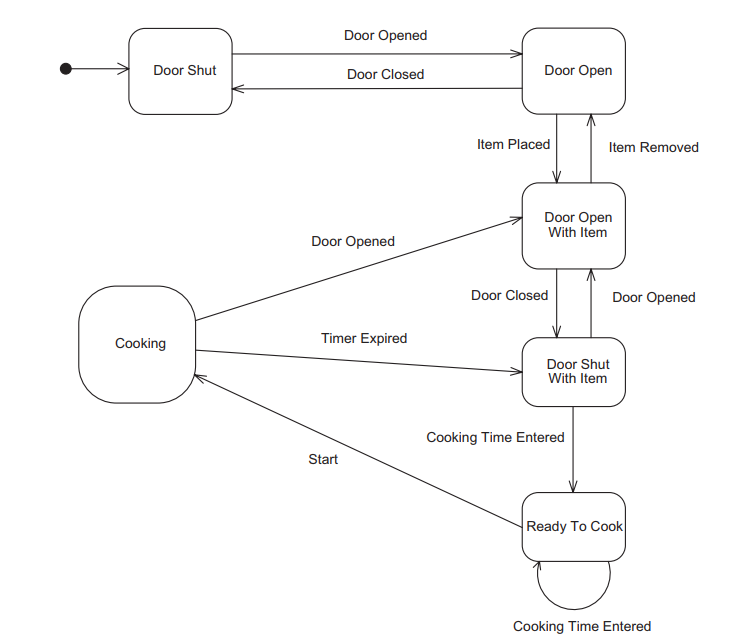 Door Opened
Door Shut
Door Closed
Door Open
Item Placed
Item Removed
Door Open
With Item
Door Opened
Door Closed
Door Opened
Cooking
Timer Expired
Door Shut
With Item
Cooking Time Entered
Start
Ready To Cook
Cooking Time Entered